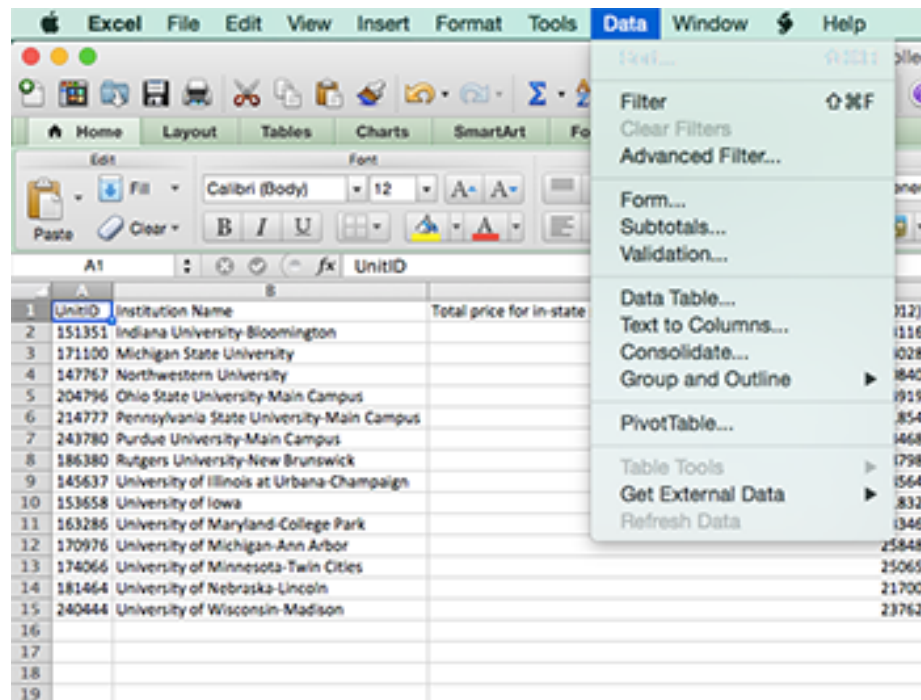 Excel File Edit View Insert Format Tools Data Window Help
Home Layout Tables Charts SmartArt Fo
Edit Font
Fill Calibri (Body) 12 A A
Paste Clear B I U A
A1 fx UnitID
Filter ⇧⌘F
Clear Filters
Advanced Filter...
Form...
Subtotals...
Validation...
Data Table...
Text to Columns...
Consolidate...
Group and Outline
PivotTable...
Table Tools
Get External Data
Refresh Data
A B
1 UnitID Institution Name Total price for in-state 012)
2 151351 Indiana University-Bloomington
3 171100 Michigan State University
4 147767 Northwestern University
5 204796 Ohio State University-Main Campus
6 214777 Pennsylvania State University-Main Campus
7 243780 Purdue University-Main Campus
8 186380 Rutgers University-New Brunswick
9 145637 University of Illinois at Urbana-Champaign
10 153658 University of Iowa
11 163286 University of Maryland-College Park
12 170976 University of Michigan-Ann Arbor 25848
13 174066 University of Minnesota-Twin Cities 25065
14 181464 University of Nebraska-Lincoln 21700
15 240444 University of Wisconsin-Madison 23762
16
17
18
19